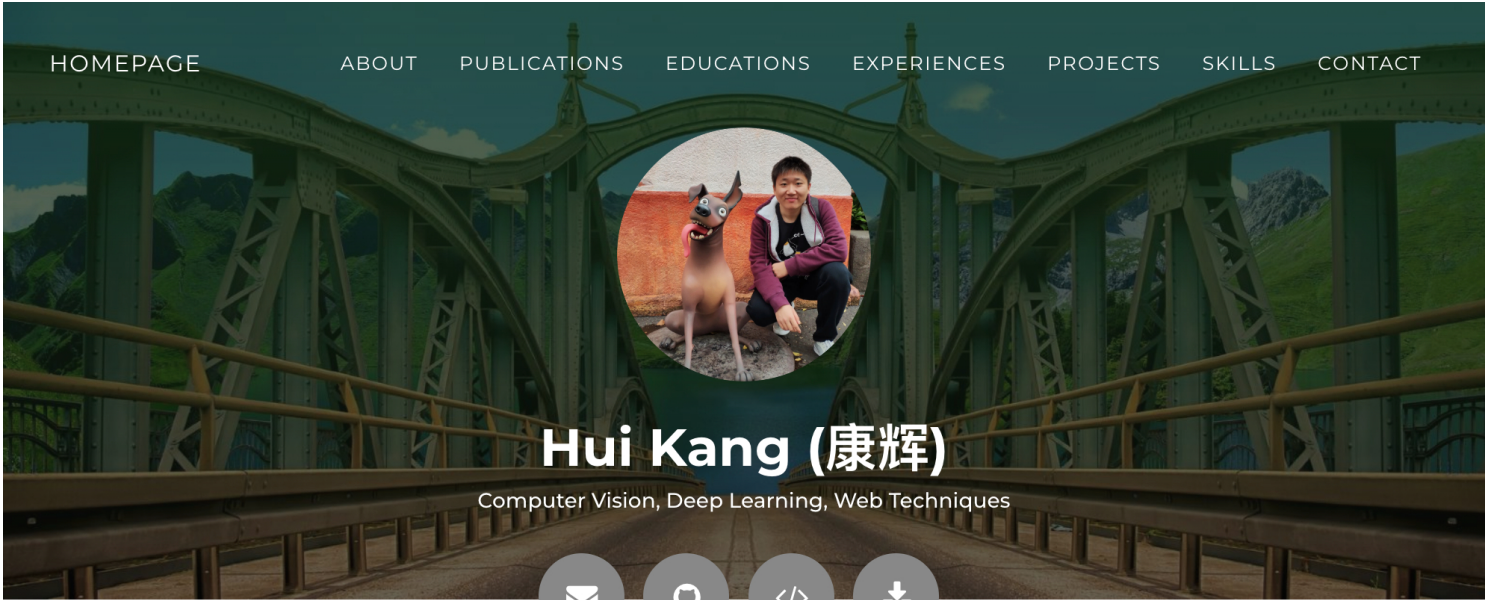 HOMEPAGE ABOUT PUBLICATIONS EDUCATIONS EXPERIENCES PROJECTS SKILLS CONTACT
Hui Kang (康辉)
Computer Vision, Deep Learning, Web Techniques